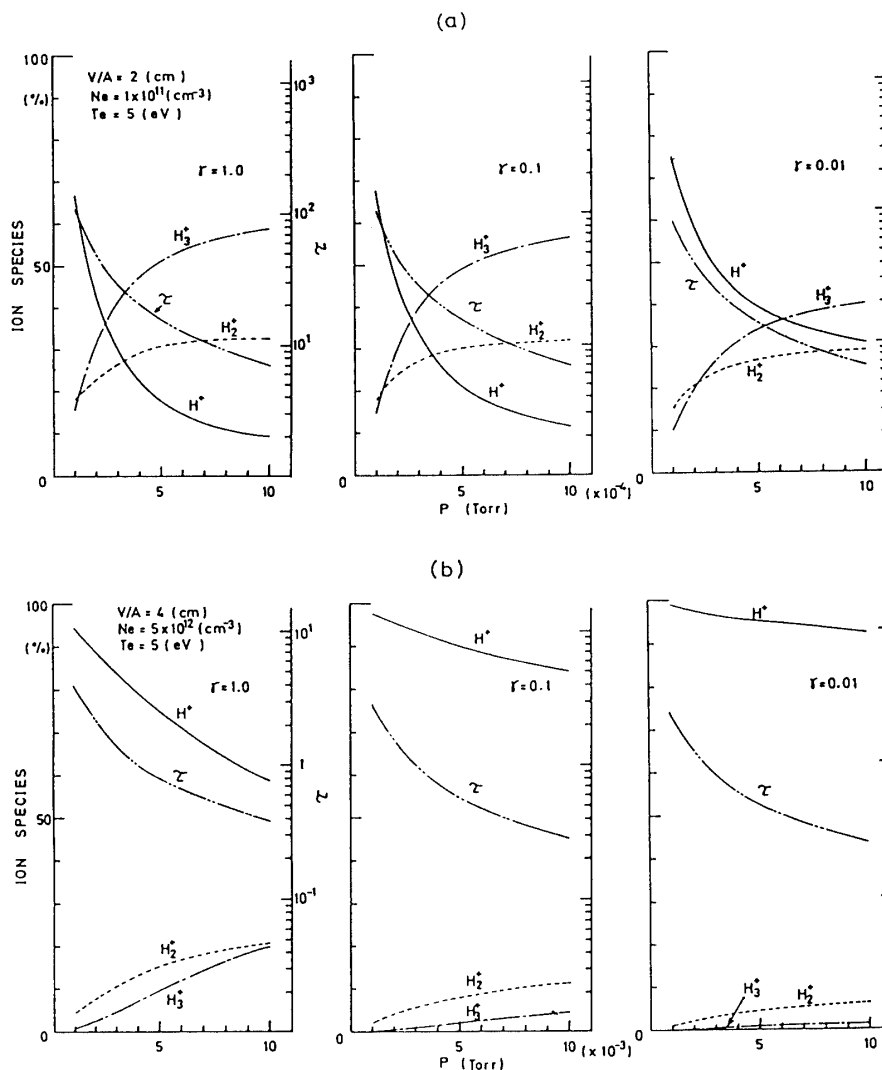 (a)
100
(%)
50
0
ION SPECIES
V/A = 2 (cm)
Ne = 1×10¹¹(cm⁻³)
Te = 5 (eV)
γ=1.0
H₃⁺
τ
H₂⁺
H⁺
5
10
10³
10²
10¹
τ
γ=0.1
H₃⁺
τ
H₂⁺
H⁺
0
5
10
(×10⁻⁴)
P (Torr)
γ=0.01
H⁺
τ
H₃⁺
H₂⁺
0
5
10
(b)
100
(%)
50
0
ION SPECIES
V/A = 4 (cm)
Ne = 5×10¹²(cm⁻³)
Te = 5 (eV)
γ=1.0
H⁺
τ
H₂⁺
H₃⁺
5
10
10¹
1
10⁻¹
τ
H⁺
γ=0.1
τ
H₂⁺
H₃⁺
0
5
10
(×10⁻³)
P (Torr)
H⁺
γ=0.01
τ
H₃⁺
H₂⁺
0
5
10